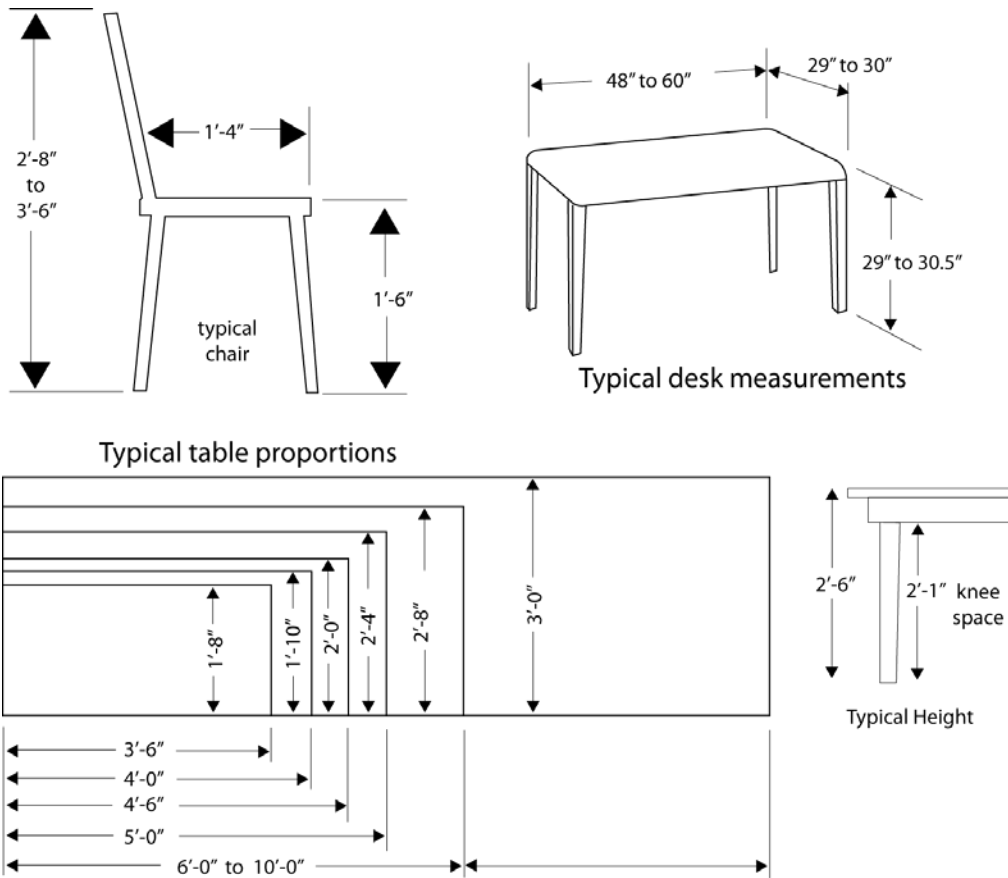 2’-8”
to
3’-6”
1’-4”
1’-6”
typical
chair
48” to 60”
29” to 30”
29” to 30.5”
Typical desk measurements
Typical table proportions
1’-8”
1’-10”
2’-0”
2’-4”
2’-8”
3’-0”
3’-6”
4’-0”
4’-6”
5’-0”
6’-0” to 10’-0”
2’-6”
2’-1” knee
space
Typical Height